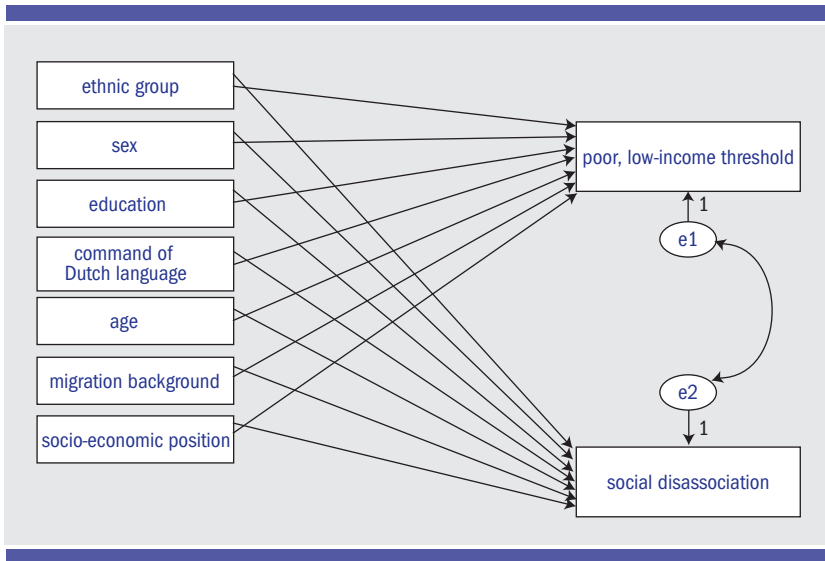 ethnic group
sex
education
command of
Dutch language
age
migration background
socio-economic position
poor, low-income threshold
1
e1
e2
1
social disassociation